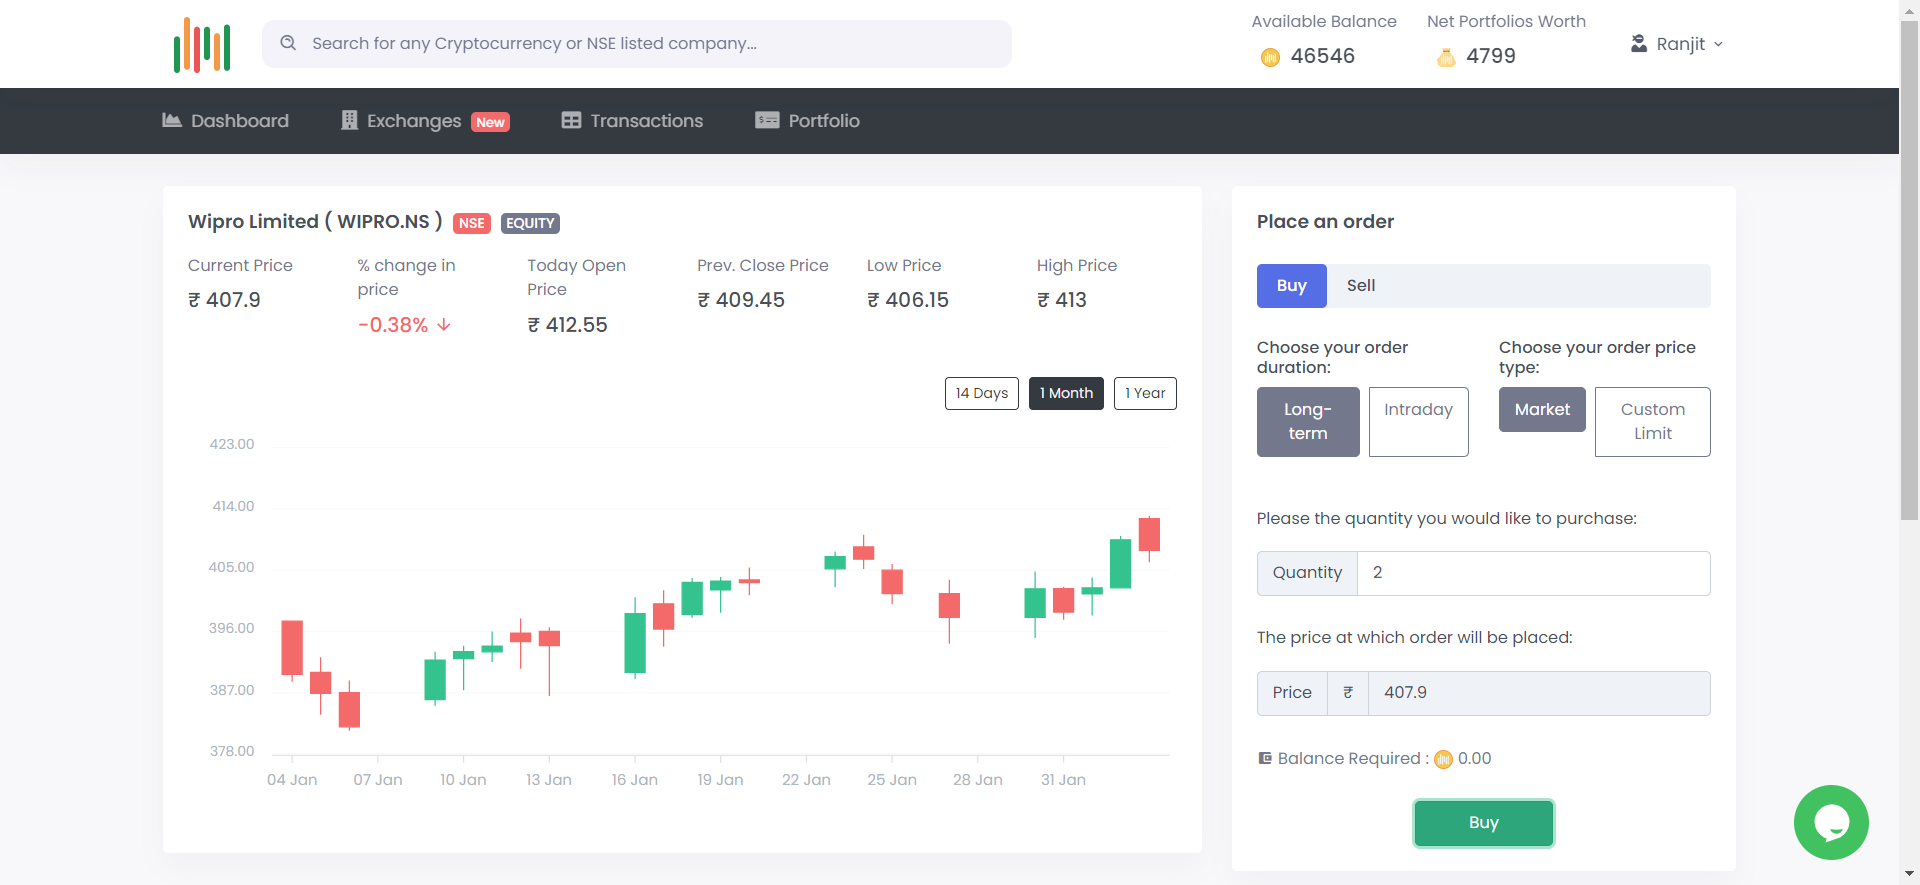 Search for any Cryptocurrency or NSE listed company...
Available Balance
46546
Net Portfolios Worth
4799
Ranjit
Dashboard
Exchanges New
Transactions
Portfolio
Wipro Limited ( WIPRO.NS ) NSE EQUITY
Current Price
₹ 407.9
% change in
price
-0.38% ↓
Today Open
Price
₹ 412.55
Prev. Close Price
₹ 409.45
Low Price
₹ 406.15
High Price
₹ 413
14 Days 1 Month 1 Year
423.00
414.00
405.00
396.00
387.00
378.00
04 Jan 07 Jan 10 Jan 13 Jan 16 Jan 19 Jan 22 Jan 25 Jan 28 Jan 31 Jan
Place an order
Buy Sell
Choose your order
duration:
Long-
term
Intraday
Choose your order price
type:
Market
Custom
Limit
Please the quantity you would like to purchase:
Quantity 2
The price at which order will be placed:
Price ₹ 407.9
Balance Required : 0.00
Buy